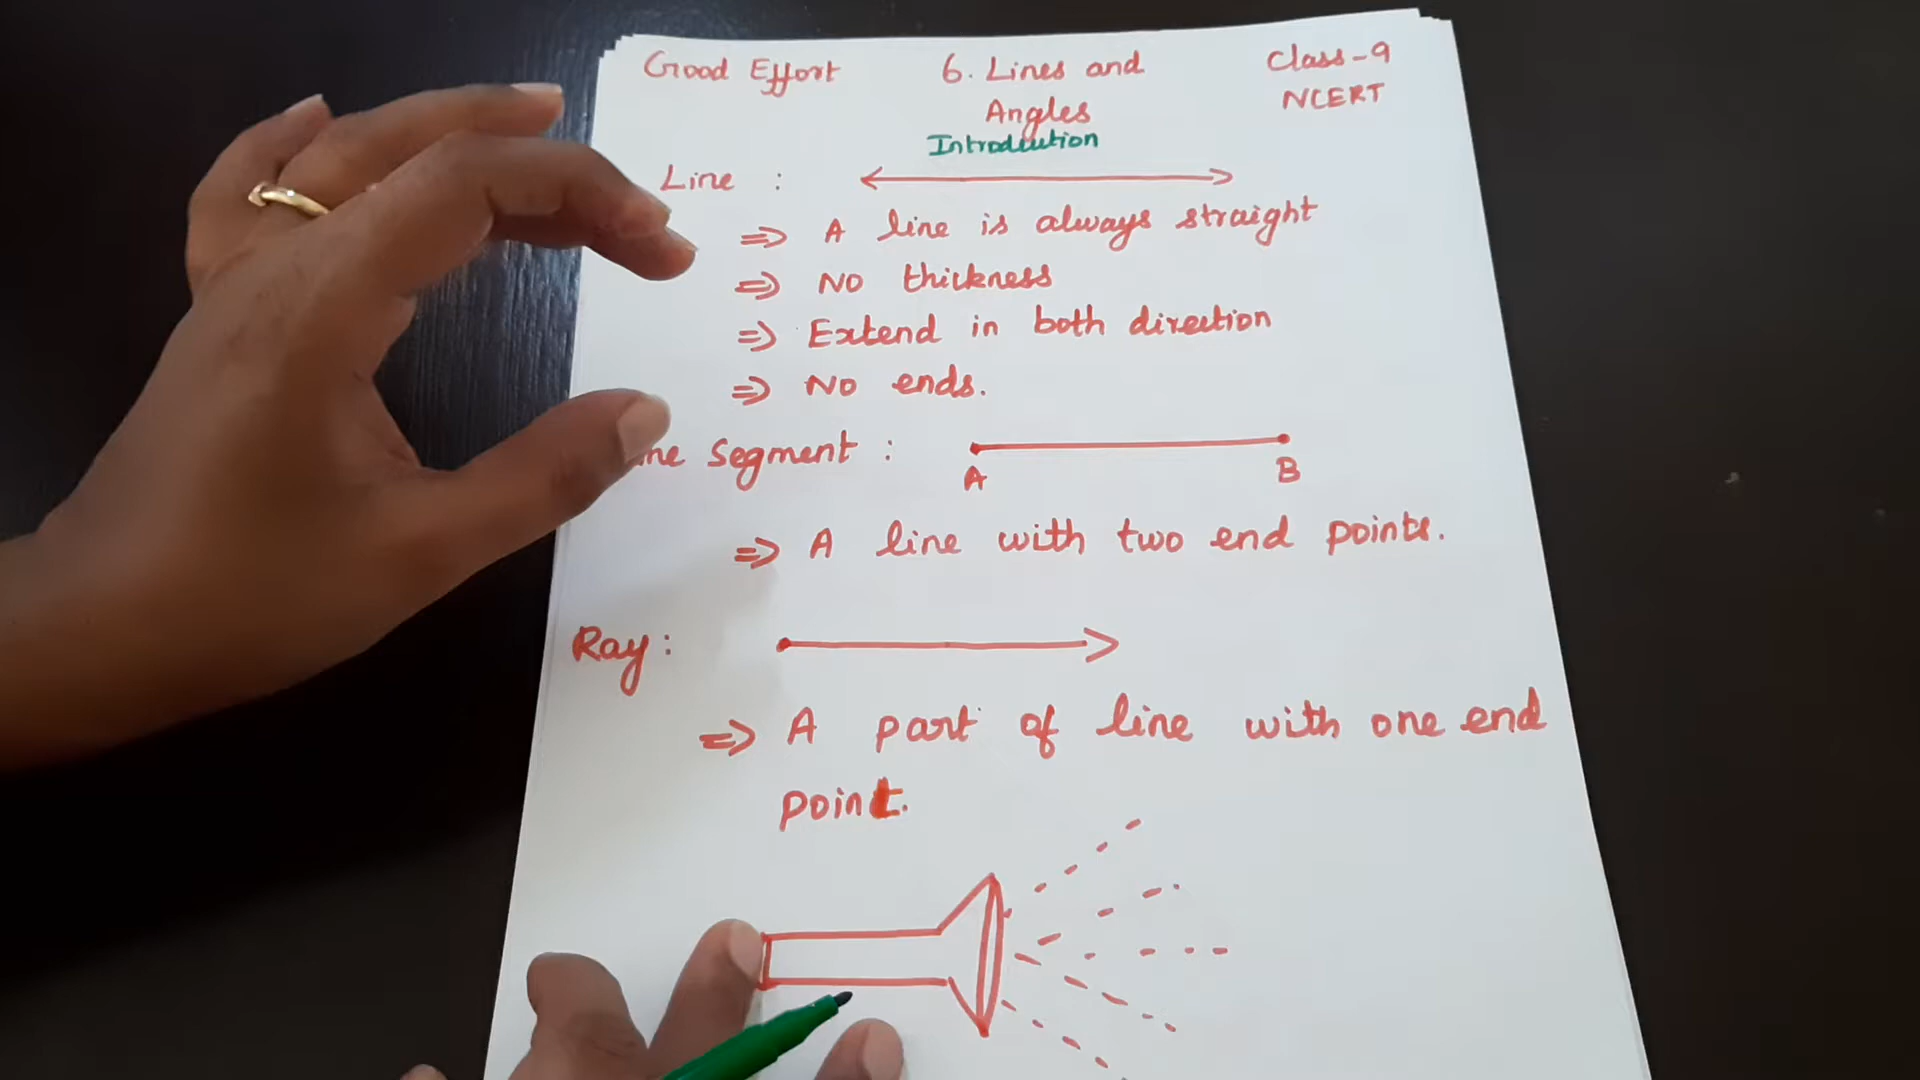 Good Effort 6. Lines and Class-9
Angles NCERT
Introduction
Line :
⇒ A line is always straight
⇒ No thickness
⇒ Extend in both direction
⇒ No ends.
Segment :
A B
⇒ A line with two end points.
Ray :
⇒ A part of line with one end
point.